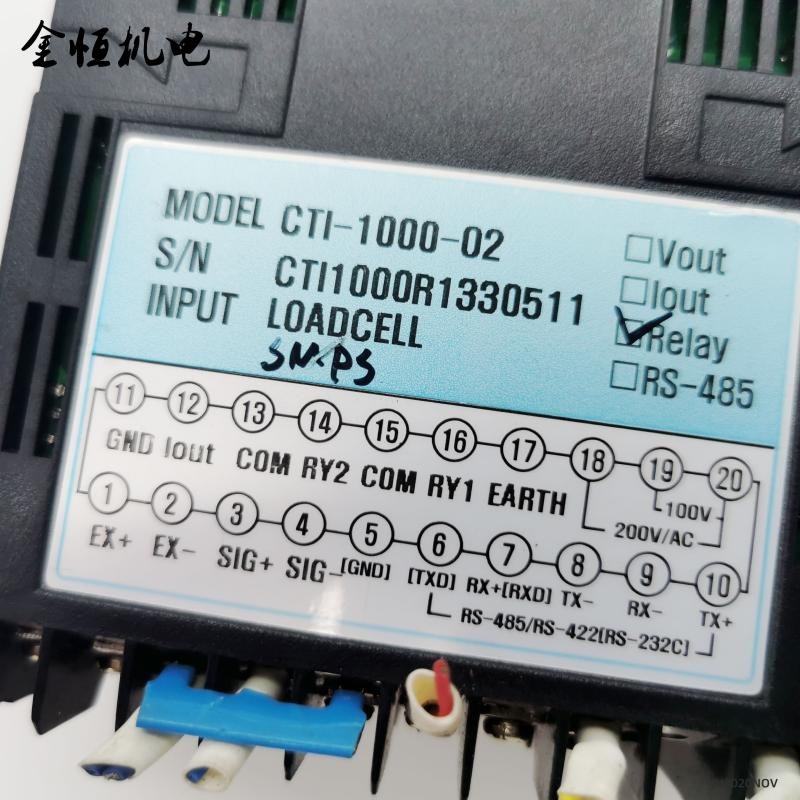 金恒机电
MODEL CTI-1000-02
S/N CTI1000R1330511
INPUT LOADCELL
SN-PS
□Vout
□Iout
☑Relay
□RS-485
11 12 13 14 15 16 17 18 19 20
GND Iout COM RY2 COM RY1 EARTH
100V
200V/AC
1 2 3 4 5 6 7 8 9 10
EX+ EX- SIG+ SIG- [GND] [TXD] RX+[RXD] TX- RX- TX+
RS-485/RS-422[RS-232C]